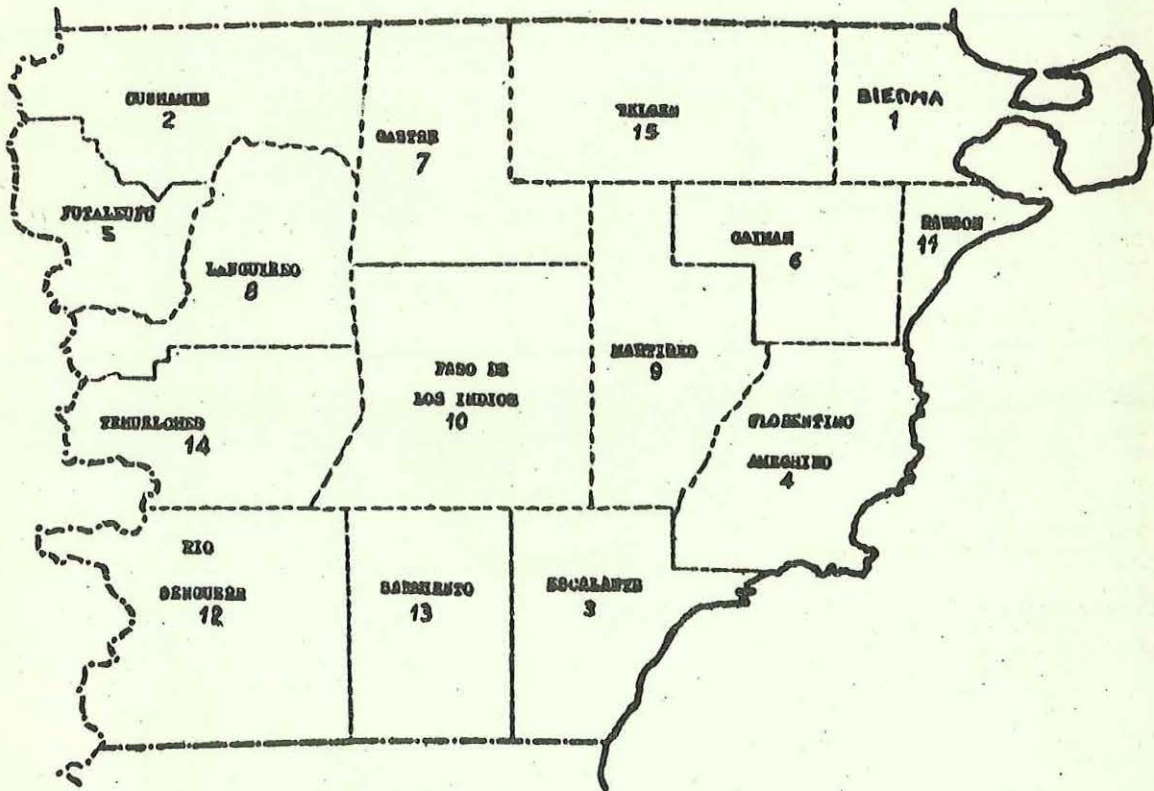 CUSHAMEN
2
GASTRE
7
TELSEN
15
BIEDMA
1
FUTALEUFU
5
LANGUIÑEO
8
GAIMAN
6
RAWSON
11
MARTIRES
9
PASO DE
LOS INDIOS
10
TEHUELCHES
14
FLORENTINO
AMEGHINO
4
RIO
SENGUERR
12
SARMIENTO
13
ESCALANTE
3